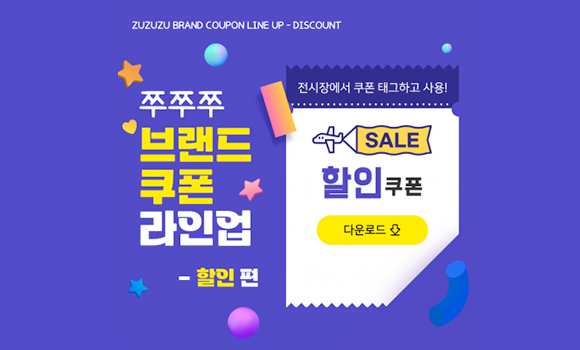 ZUZUZU BRAND COUPON LINE UP - DISCOUNT
쭈쭈쭈
브랜드
쿠폰
라인업
- 할인 편
전시장에서 쿠폰 태그하고 사용!
SALE
할인쿠폰
다운로드